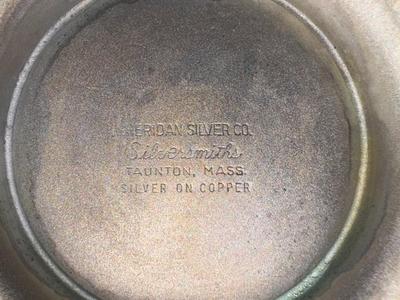 SHERIDAN SILVER CO.
Silversmiths
TAUNTON, MASS.
SILVER ON COPPER